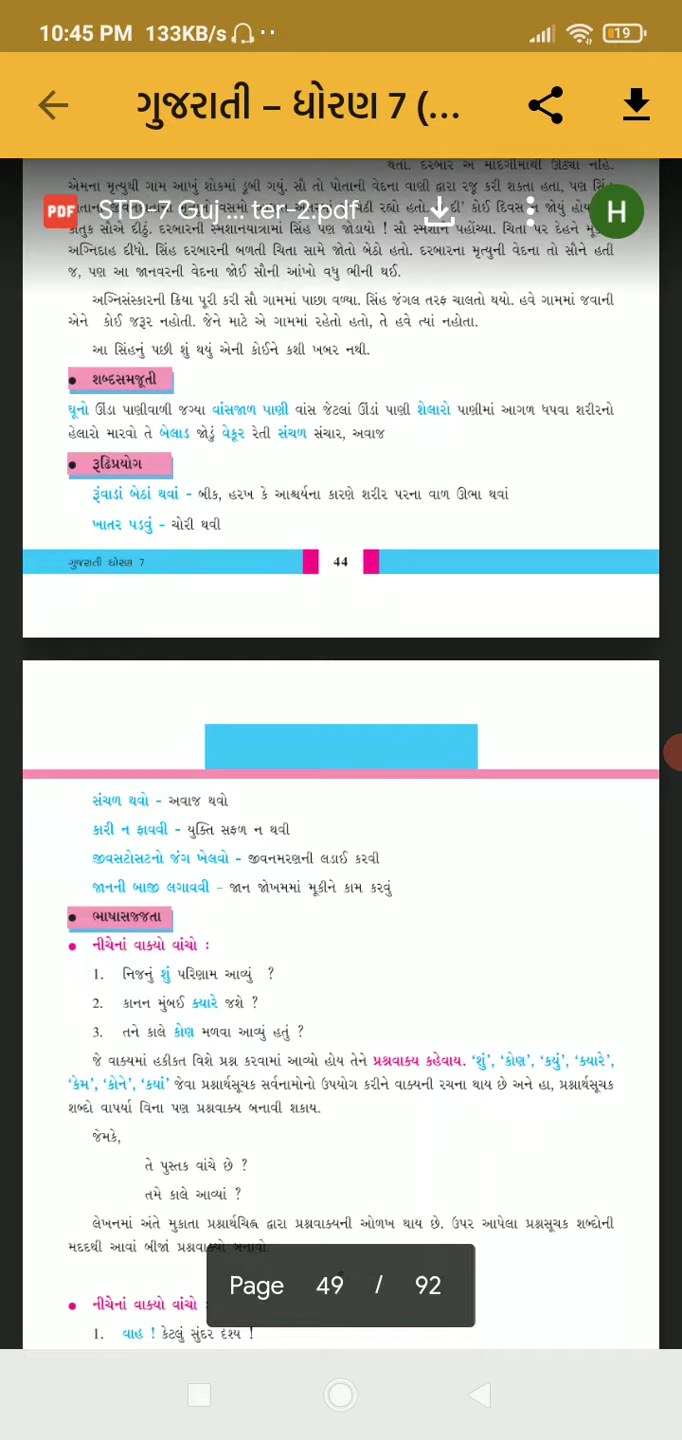 10:45 PM 133KB/s 19
ગુજરાતી – ધોરણ 7 (...
થતા. દરબાર એ માંદગીમાંથી ઊઠ્યા નહિ.
એમના મૃત્યુથી ગામ આખું શોકમાં ડૂબી ગયું. સૌ તો પોતાની વેદના વાણી દ્વારા રજૂ કરી શકતા હતા, પણ સિંહ
PDF STD-7 Guj ... ter-2.pdf H
કૌતુક સૌએ દીઠું. દરબારની સ્મશાનયાત્રામાં સિંહ પણ જોડાયો ! સૌ સ્મશાને પહોંચ્યા. ચિતા પર દેહને
અગ્નિદાહ દીધો. સિંહ દરબારની બળતી ચિતા સામે જોતો બેઠો હતો. દરબારના મૃત્યુની વેદના તો સૌને હતી
જ, પણ આ જાનવરની વેદના જોઈ સૌની આંખો વધુ ભીની થઈ.
અગ્નિસંસ્કારની ક્રિયા પૂરી કરી સૌ ગામમાં પાછા વળ્યા. સિંહ જંગલ તરફ ચાલતો થયો. હવે ગામમાં જવાની
એને કોઈ જરૂર નહોતી. જેને માટે એ ગામમાં રહેતો હતો, તે હવે ત્યાં નહોતા.
આ સિંહનું પછી શું થયું એની કોઈને કશી ખબર નથી.
• શબ્દસમજૂતી
ઘૂનો ઊંડા પાણીવાળી જગ્યા વાંસજાળ પાણી વાંસ જેટલાં ઊંડાં પાણી શેલારો પાણીમાં આગળ ધપવા શરીરનો
હેલારો મારવો તે બેલાડ જોડું વેકૂર રેતી સંચળ સંચાર, અવાજ
• રૂઢિપ્રયોગ
રૂંવાડાં બેઠાં થવાં - બીક, હરખ કે આશ્ચર્યના કારણે શરીર પરના વાળ ઊભા થવાં
ખાતર પડવું - ચોરી થવી
ગુજરાતી ધોરણ 7 44
સંચળ થવો - અવાજ થવો
કારી ન ફાવવી - યુક્તિ સફળ ન થવી
જીવસટોસટનો જંગ ખેલવો - જીવનમરણની લડાઈ કરવી
જાનની બાજી લગાવવી – જાન જોખમમાં મૂકીને કામ કરવું
• ભાષાસજ્જતા
• નીચેનાં વાક્યો વાંચો :
1. નિજનું શું પરિણામ આવ્યું ?
2. કાનન મુંબઈ ક્યારે જશે ?
3. તને કાલે કોણ મળવા આવ્યું હતું ?
જે વાક્યમાં હકીકત વિશે પ્રશ્ન કરવામાં આવ્યો હોય તેને પ્રશ્નવાક્ય કહેવાય. ‘શું’, ‘કોણ’, ‘કયું’, ‘ક્યારે’,
‘કેમ’, ‘કોને’, ‘કયાં’ જેવા પ્રશ્નાર્થસૂચક સર્વનામોનો ઉપયોગ કરીને વાક્યની રચના થાય છે અને હા, પ્રશ્નાર્થસૂચક
શબ્દો વાપર્યા વિના પણ પ્રશ્નવાક્ય બનાવી શકાય.
જેમકે,
તે પુસ્તક વાંચે છે ?
તમે કાલે આવ્યાં ?
લેખનમાં અંતે મુકાતા પ્રશ્નાર્થચિહ્ન દ્વારા પ્રશ્નવાક્યની ઓળખ થાય છે. ઉપર આપેલા પ્રશ્નસૂચક શબ્દોની
મદદથી આવાં બીજાં પ્રશ્નવાક્યો બનાવો.
Page 49 / 92
• નીચેનાં વાક્યો વાંચો :
1. વાહ ! કેટલું સુંદર દૃશ્ય !